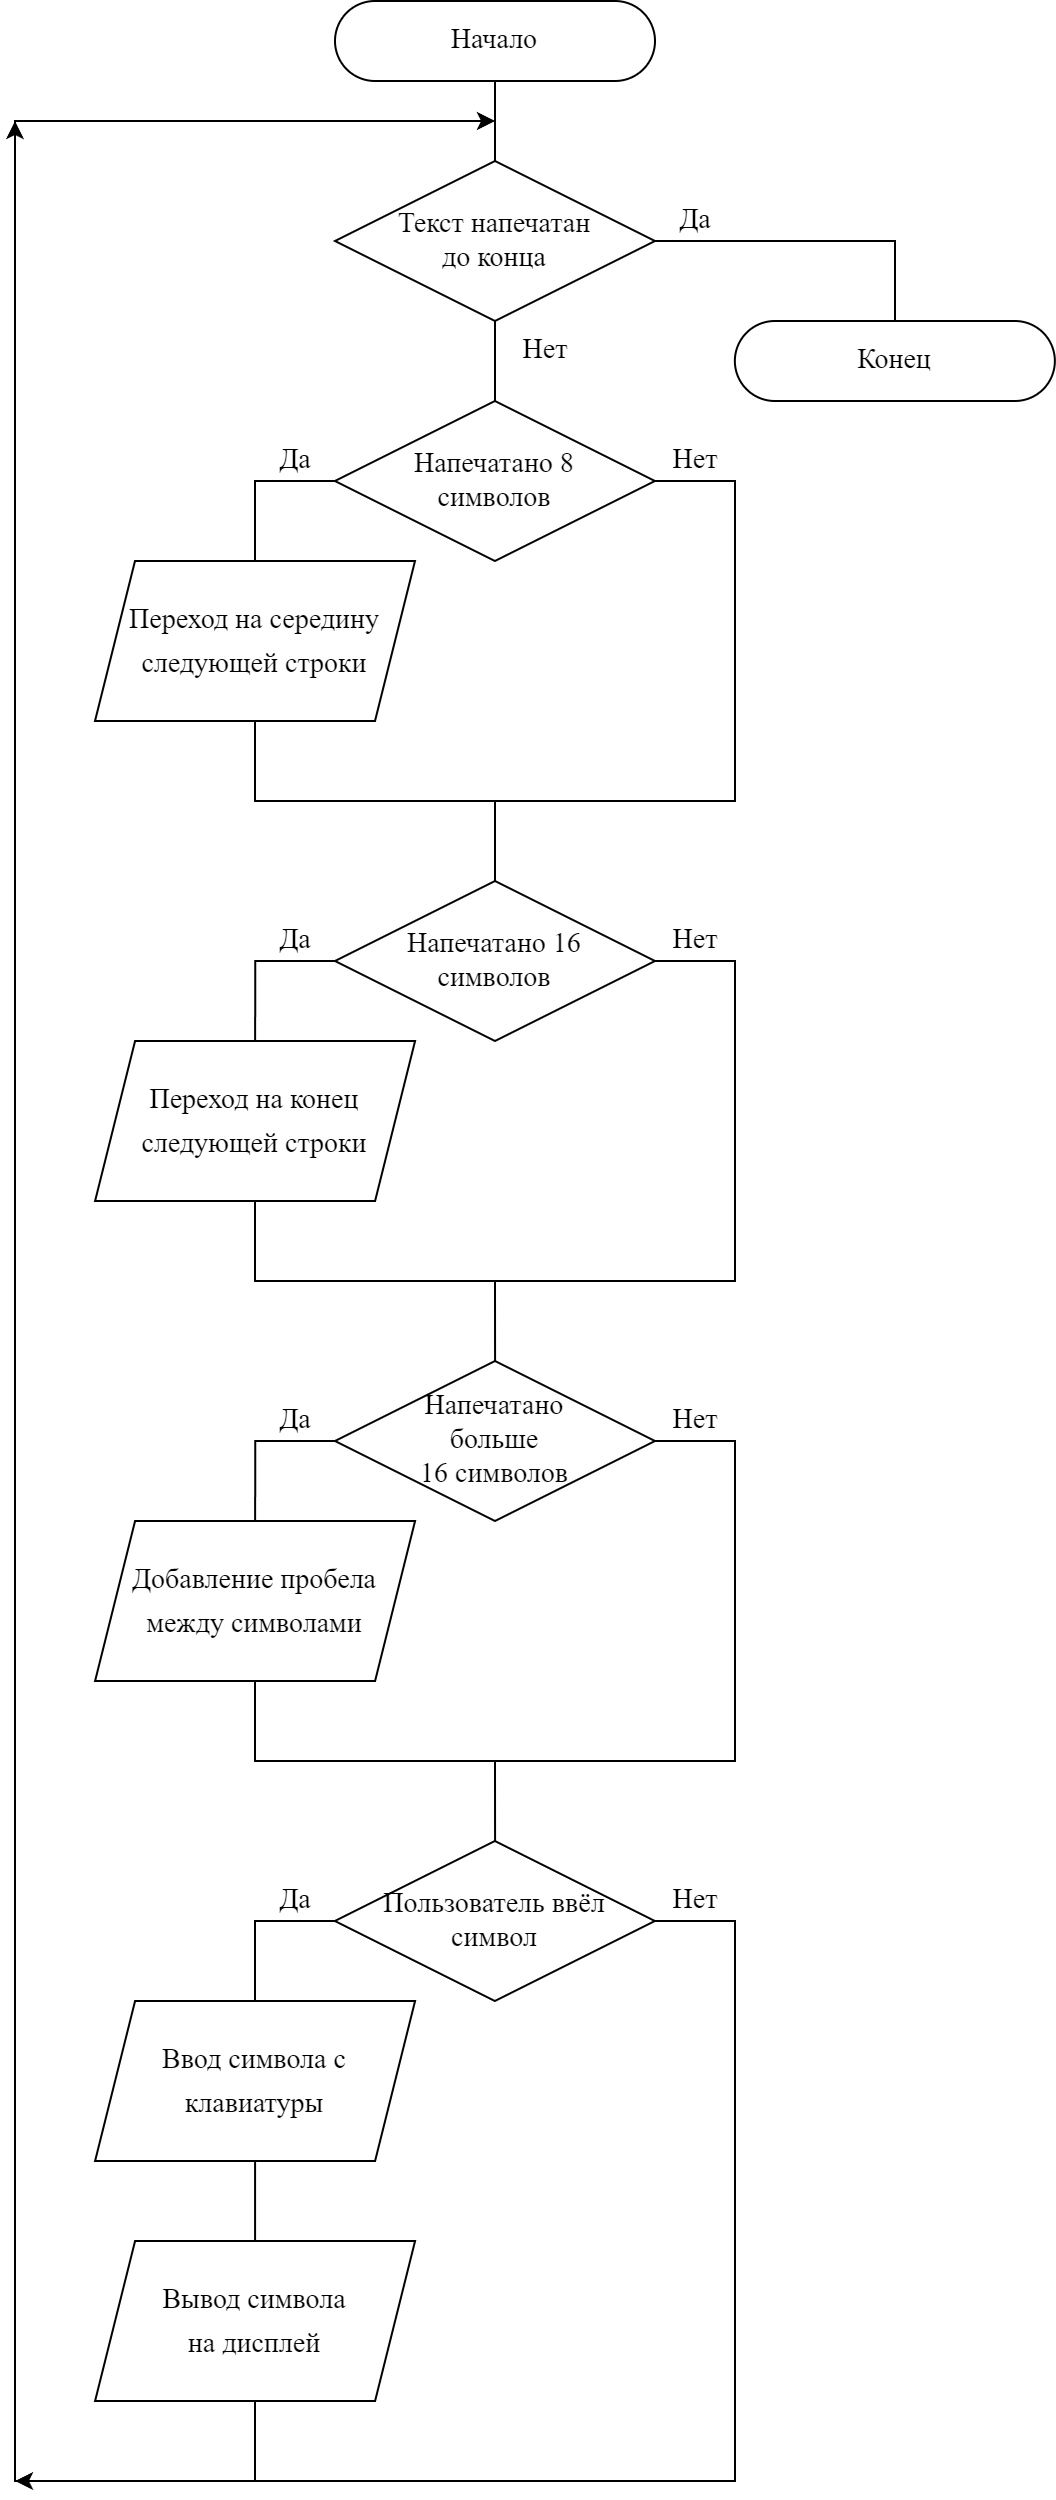 Начало
Текст напечатан
до конца
Да
Нет
Конец
Да
Напечатано 8
символов
Нет
Переход на середину
следующей строки
Да
Напечатано 16
символов
Нет
Переход на конец
следующей строки
Да
Напечатано
больше
16 символов
Нет
Добавление пробела
между символами
Да
Пользователь ввёл
символ
Нет
Ввод символа с
клавиатуры
Вывод символа
на дисплей